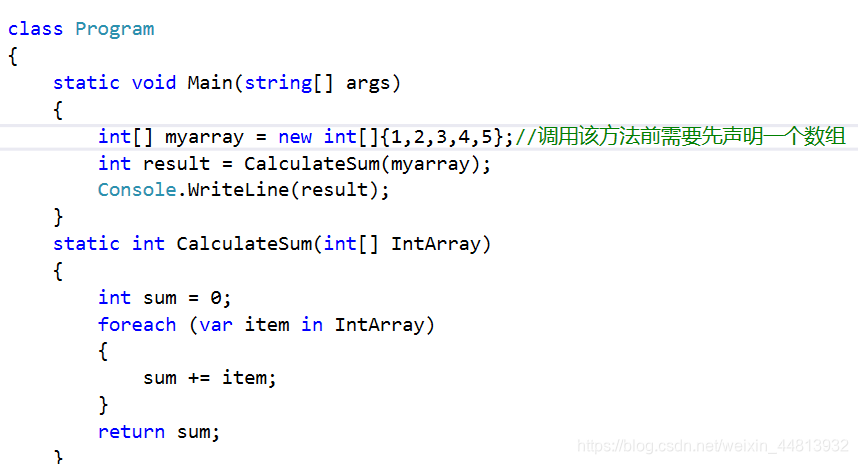 class Program
{
    static void Main(string[] args)
    {
        int[] myarray = new int[]{1,2,3,4,5};//调用该方法前需要先声明一个数组
        int result = CalculateSum(myarray);
        Console.WriteLine(result);
    }
    static int CalculateSum(int[] IntArray)
    {
        int sum = 0;
        foreach (var item in IntArray)
        {
            sum += item;
        }
        return sum;
    }
https://blog.csdn.net/weixin_44813932